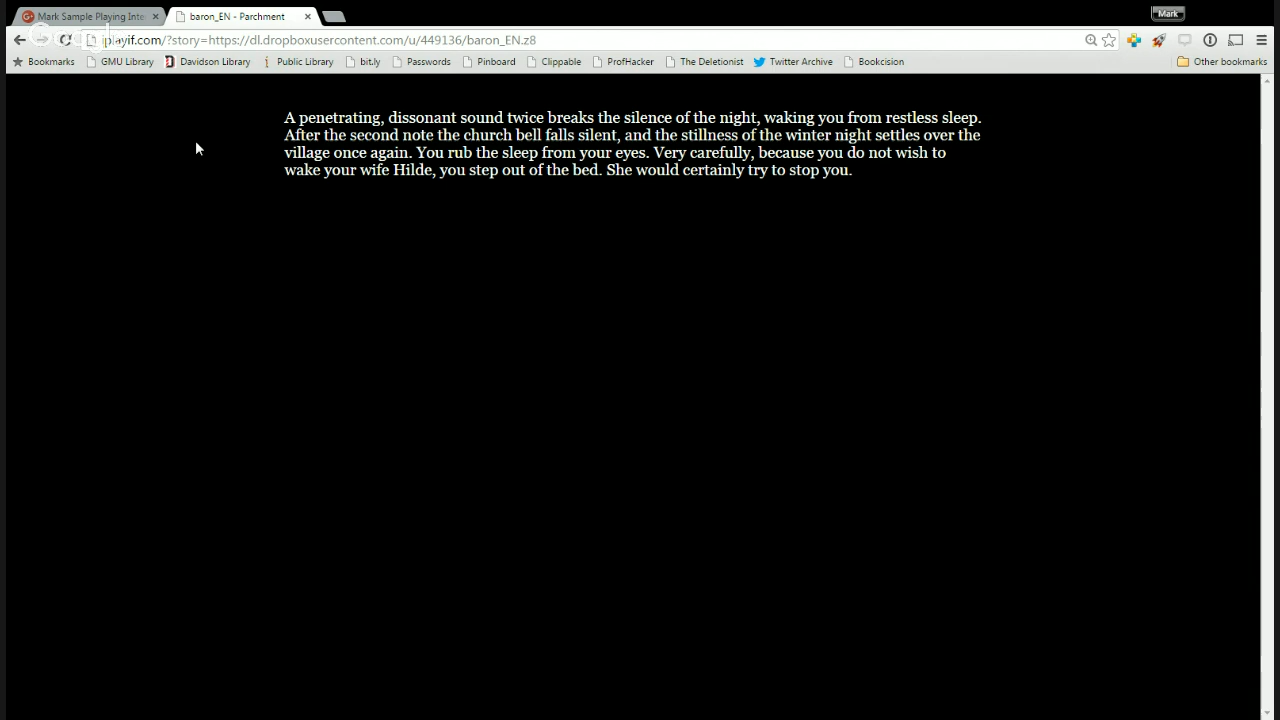 Mark Sample Playing Inte
baron_EN - Parchment
Mark
iplayif.com/?story=https://dl.dropboxusercontent.com/u/449136/baron_EN.z8
Bookmarks GMU Library Davidson Library Public Library bit.ly Passwords Pinboard Clippable ProfHacker The Deletionist Twitter Archive Bookcision Other bookmarks
A penetrating, dissonant sound twice breaks the silence of the night, waking you from restless sleep.
After the second note the church bell falls silent, and the stillness of the winter night settles over the
village once again. You rub the sleep from your eyes. Very carefully, because you do not wish to
wake your wife Hilde, you step out of the bed. She would certainly try to stop you.